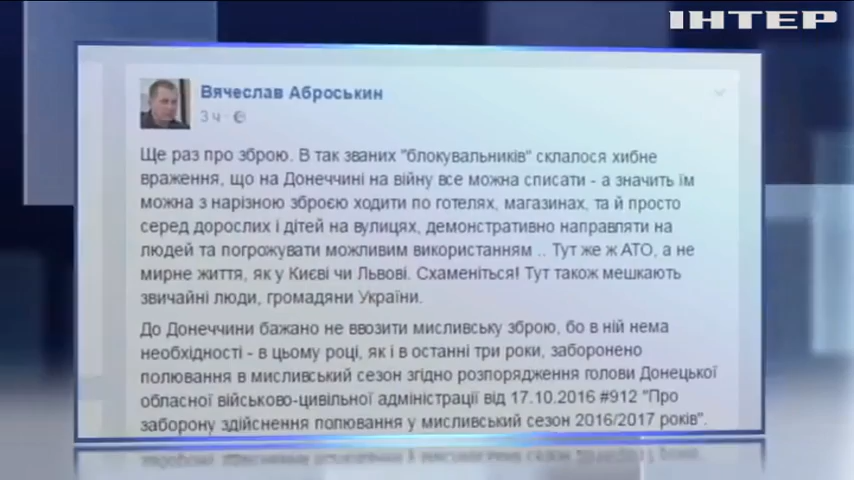 ІНТЕР
Вячеслав Аброськин
3 ч ·
Ще раз про зброю. В так званих "блокувальників" склалося хибне
враження, що на Донеччині на війну все можна списати - а значить їм
можна з нарізною зброєю ходити по готелях, магазинах, та й просто
серед дорослих і дітей на вулицях, демонстративно направляти на
людей та погрожувати можливим використанням .. Тут же ж АТО, а не
мирне життя, як у Києві чи Львові. Схаменіться! Тут також мешкають
звичайні люди, громадяни України.
До Донеччини бажано не ввозити мисливську зброю, бо в ній нема
необхідності - в цьому році, як і в останні три роки, заборонено
полювання в мисливський сезон згідно розпорядження голови Донецької
обласної військово-цивільної адміністрації від 17.10.2016 #912 "Про
заборону здійснення полювання у мисливський сезон 2016/2017 років".